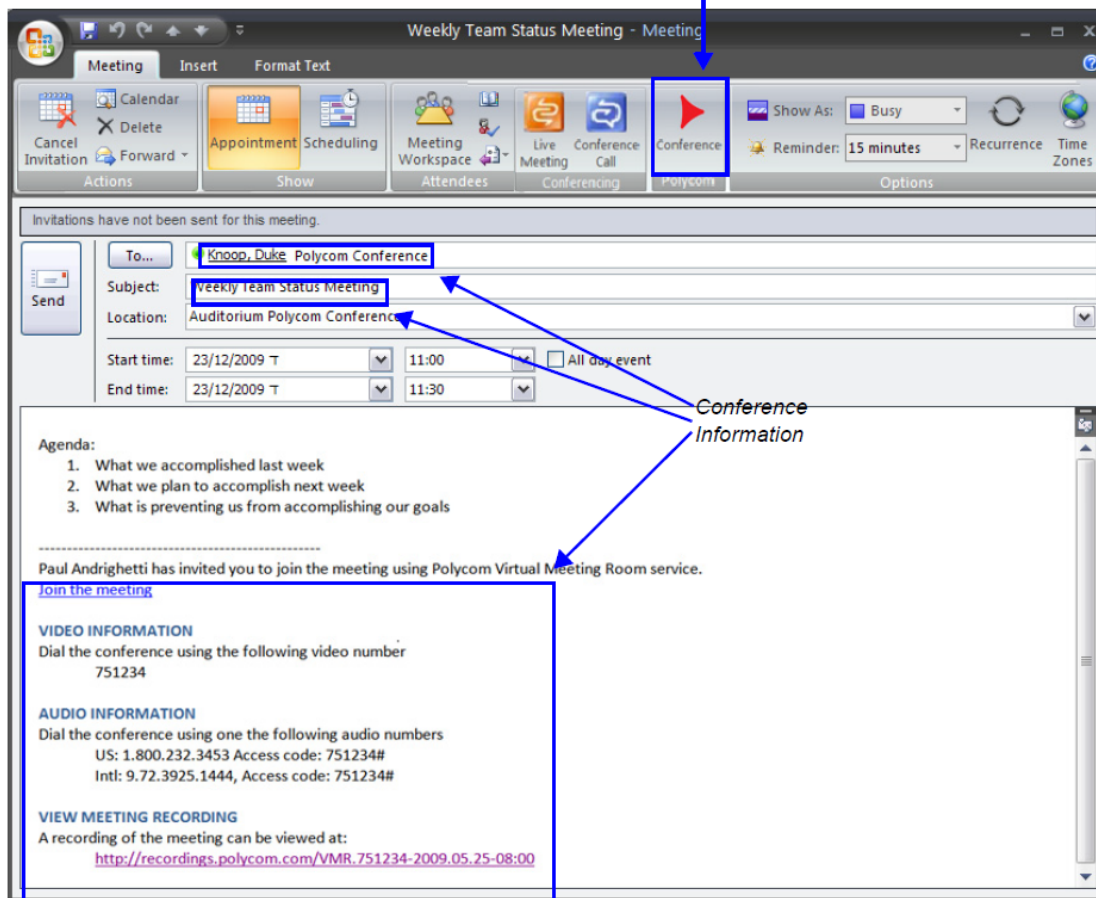 Weekly Team Status Meeting - Meeting
Meeting Insert Format Text
Cancel Invitation
Calendar
Delete
Forward
Actions
Appointment
Scheduling
Show
Meeting Workspace
Attendees
Live Meeting
Conference Call
Conferencing
Conference
Polycom
Show As: Busy
Reminder: 15 minutes
Recurrence
Time Zones
Options
Invitations have not been sent for this meeting.
Send
To... Knoop, Duke Polycom Conference
Subject: Weekly Team Status Meeting
Location: Auditorium Polycom Conference
Start time: 23/12/2009 ד 11:00 All day event
End time: 23/12/2009 ד 11:30
Conference
Information
Agenda:
1. What we accomplished last week
2. What we plan to accomplish next week
3. What is preventing us from accomplishing our goals
--------------------------------------------------
Paul Andrighetti has invited you to join the meeting using Polycom Virtual Meeting Room service.
Join the meeting
VIDEO INFORMATION
Dial the conference using the following video number
751234
AUDIO INFORMATION
Dial the conference using one the following audio numbers
US: 1.800.232.3453 Access code: 751234#
Intl: 9.72.3925.1444, Access code: 751234#
VIEW MEETING RECORDING
A recording of the meeting can be viewed at:
http://recordings.polycom.com/VMR.751234-2009.05.25-08:00